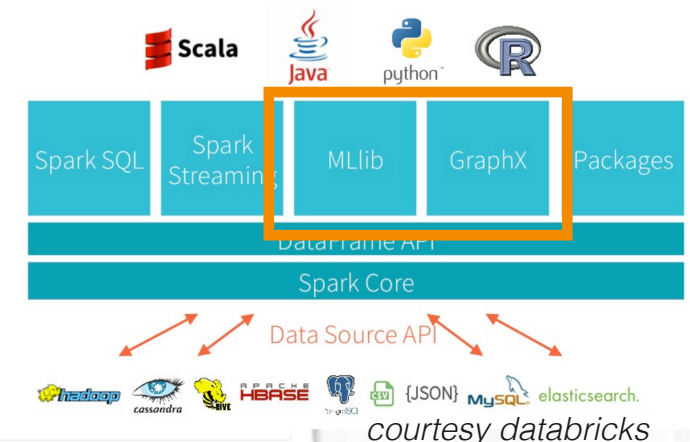 Scala
Java
python
R
Spark SQL
Spark Streaming
MLlib
GraphX
Packages
DataFrame API
Spark Core
Data Source API
hadoop
cassandra
HIVE
APACHE
HBASE
CSV
{JSON}
MySQL
elasticsearch.
courtesy databricks